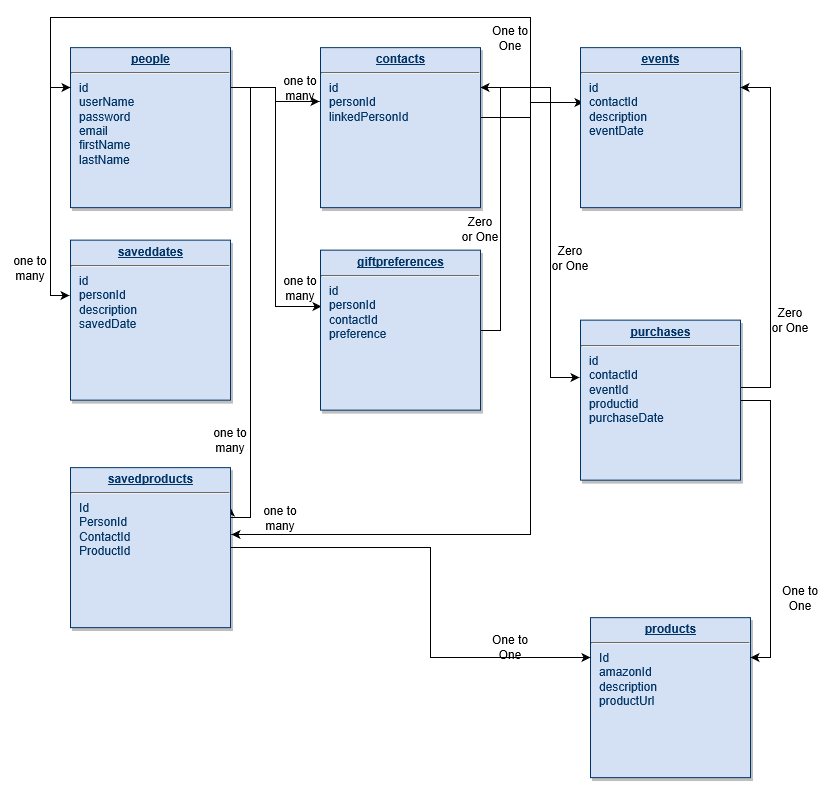 One to
One
people
id
userName
password
email
firstName
lastName
one to
many
contacts
id
personId
linkedPersonId
events
id
contactId
description
eventDate
one to
many
saveddates
id
personId
description
savedDate
one to
many
giftpreferences
id
personId
contactId
preference
Zero
or One
Zero
or One
Zero
or One
purchases
id
contactId
eventId
productid
purchaseDate
one to
many
savedproducts
Id
PersonId
ContactId
ProductId
one to
many
One to
One
One to
One
products
Id
amazonId
description
productUrl